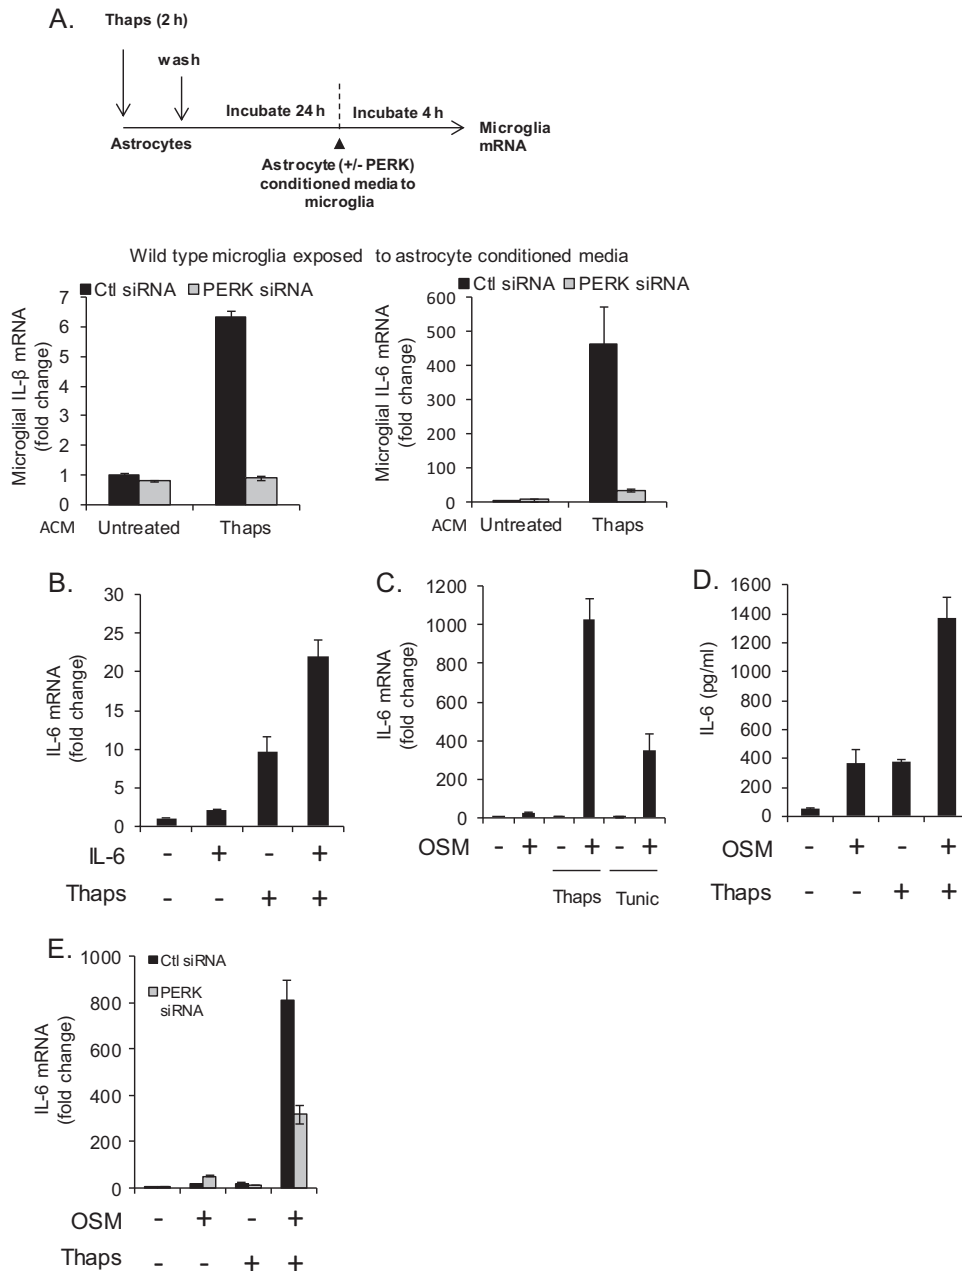 A.
Thaps (2 h)
wash
Incubate 24 h
Incubate 4 h
Astrocytes
Microglia
mRNA
Astrocyte (+/- PERK)
conditioned media to
microglia
Wild type microglia exposed to astrocyte conditioned media
Ctl siRNA PERK siRNA
Microglial IL-β mRNA
(fold change)
7
6
5
4
3
2
1
0
ACM Untreated Thaps
Ctl siRNA PERK siRNA
Microglial IL-6 mRNA
(fold change)
600
500
400
300
200
100
0
ACM Untreated Thaps
B.
IL-6 mRNA
(fold change)
30
25
20
15
10
5
0
IL-6 - + - +
Thaps - - + +
C.
IL-6 mRNA
(fold change)
1200
1000
800
600
400
200
0
OSM - + - + - +
Thaps Tunic
D.
IL-6 (pg/ml)
1600
1400
1200
1000
800
600
400
200
0
OSM - + - +
Thaps - - + +
E.
Ctl siRNA
PERK
siRNA
IL-6 mRNA
(fold change)
1000
800
600
400
200
0
OSM - + - +
Thaps - - + +